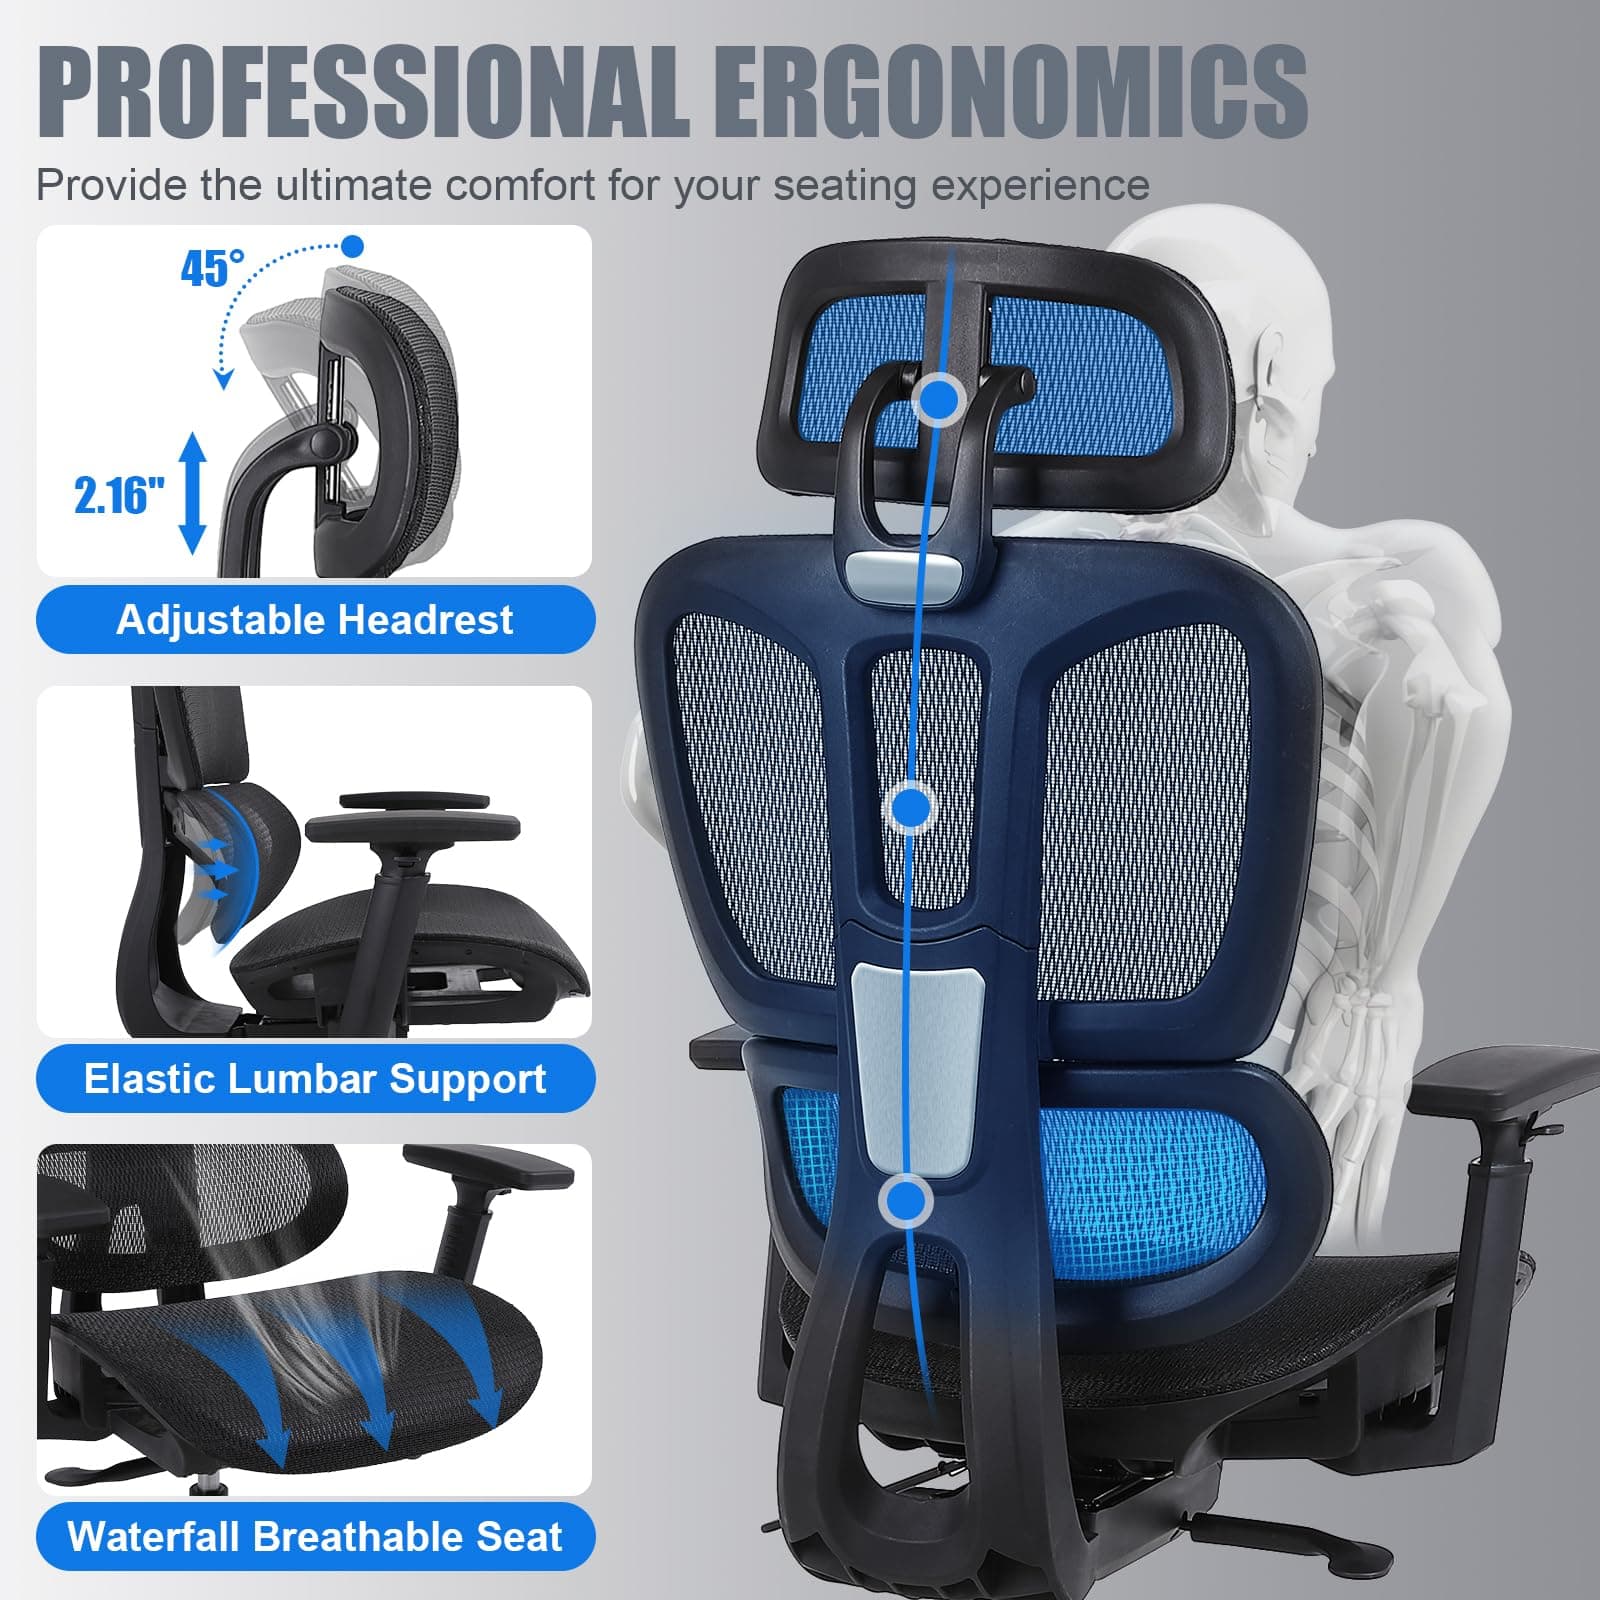 PROFESSIONAL ERGONOMICS
Provide the ultimate comfort for your seating experience
45°
2.16"
Adjustable Headrest
Elastic Lumbar Support
Waterfall Breathable Seat